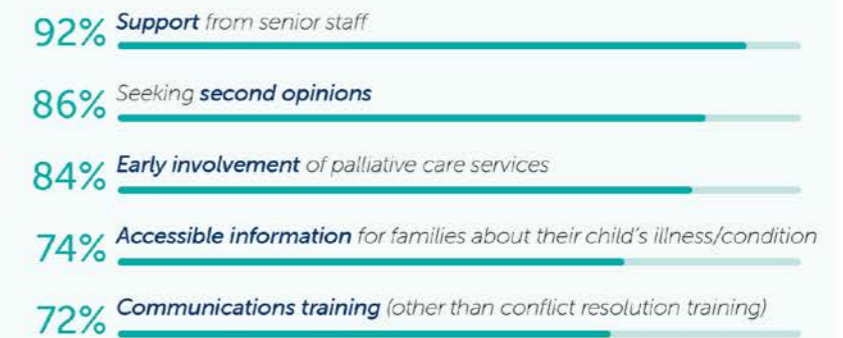 92% Support from senior staff
86% Seeking second opinions
84% Early involvement of palliative care services
74% Accessible information for families about their child's illness/condition
72% Communications training (other than conflict resolution training)